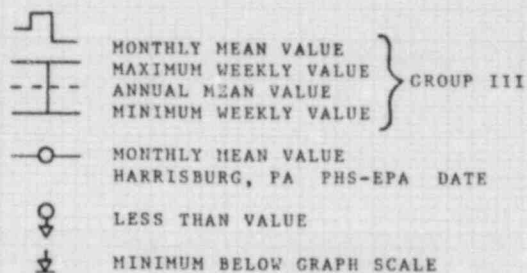 MONTHLY MEAN VALUE
MAXIMUM WEEKLY VALUE
ANNUAL MEAN VALUE
MINIMUM WEEKLY VALUE
GROUP III
MONTHLY MEAN VALUE
HARRISBURG, PA PHS-EPA DATE
LESS THAN VALUE
MINIMUM BELOW GRAPH SCALE